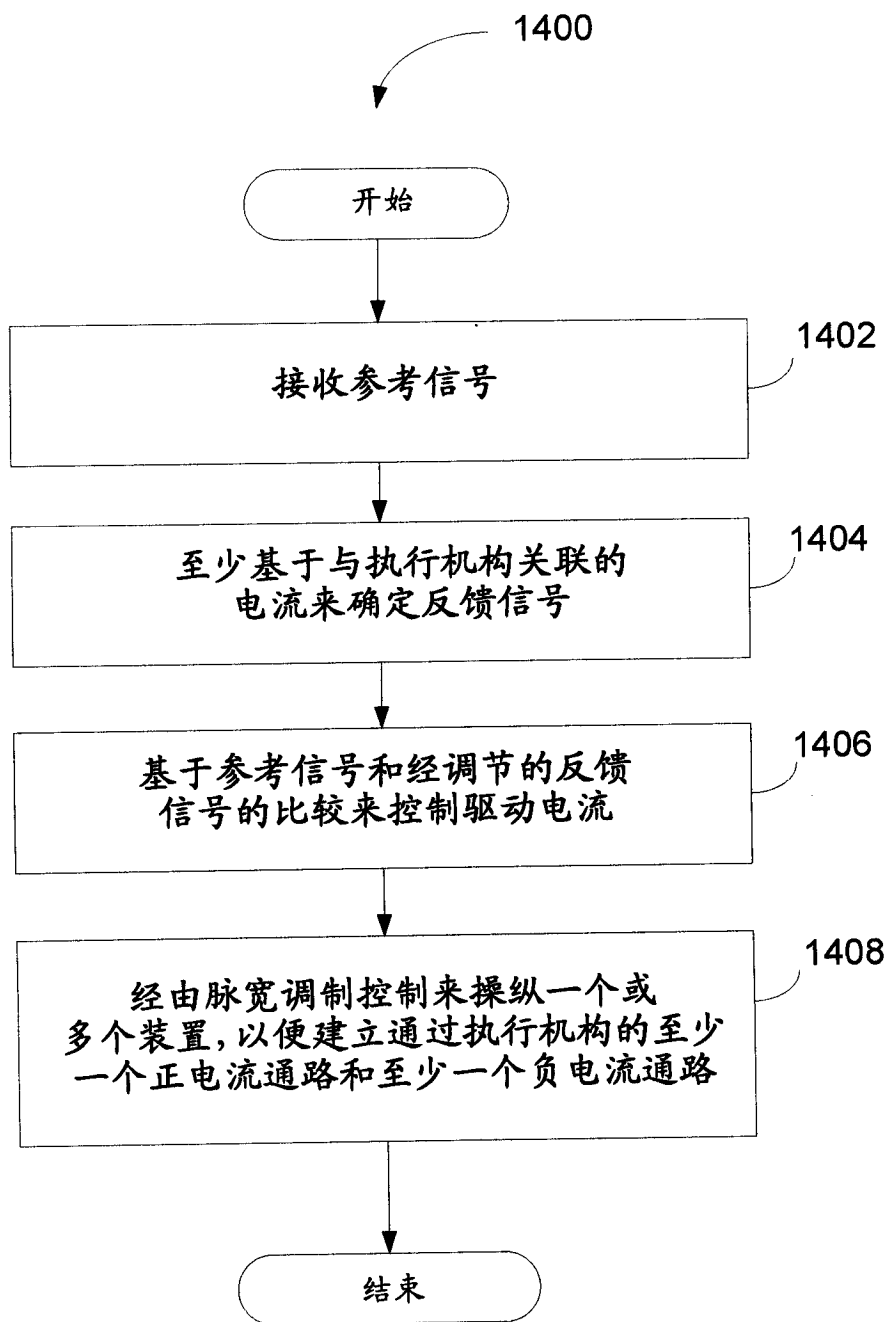 1400
开始
1402
接收参考信号
1404
至少基于与执行机构关联的
电流来确定反馈信号
1406
基于参考信号和经调节的反馈
信号的比较来控制驱动电流
1408
经由脉宽调制控制来操纵一个或
多个装置,以便建立通过执行机构的至少
一个正电流通路和至少一个负电流通路
结束